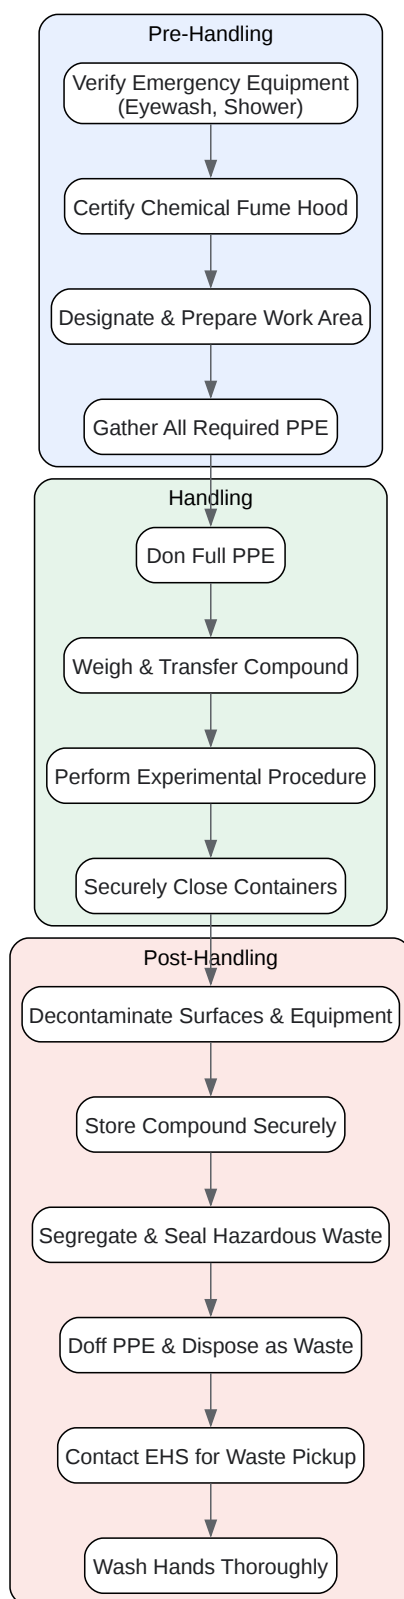 Pre-Handling
Verify Emergency Equipment
(Eyewash, Shower)
Certify Chemical Fume Hood
Designate & Prepare Work Area
Gather All Required PPE
Handling
Don Full PPE
Weigh & Transfer Compound
Perform Experimental Procedure
Securely Close Containers
Post-Handling
Decontaminate Surfaces & Equipment
Store Compound Securely
Segregate & Seal Hazardous Waste
Doff PPE & Dispose as Waste
Contact EHS for Waste Pickup
Wash Hands Thoroughly